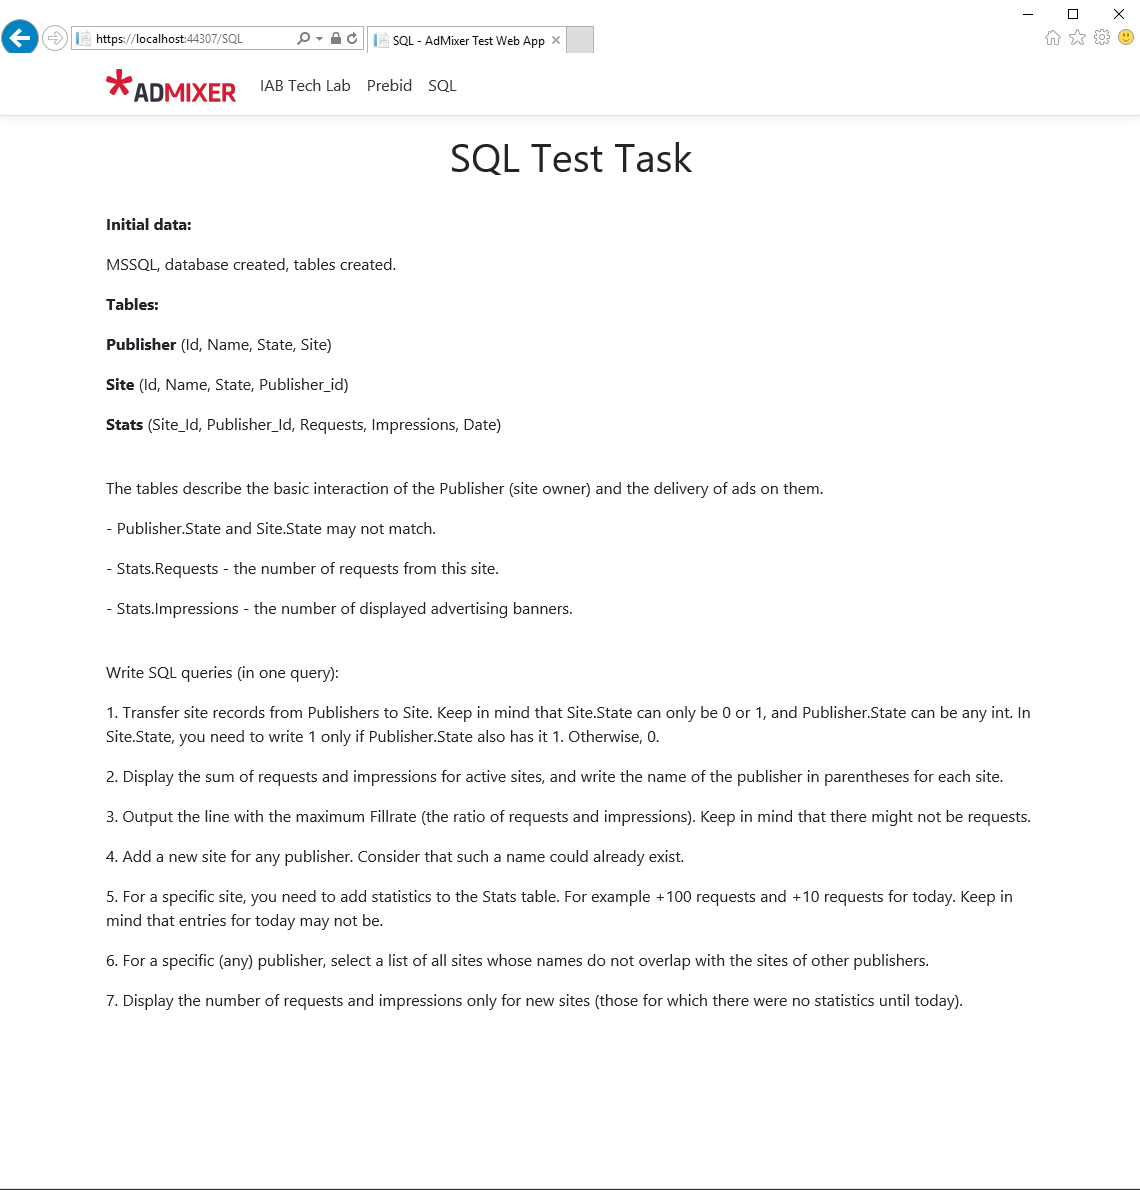 https://localhost:44307/SQL
SQL - AdMixer Test Web App
ADMIXER
IAB Tech Lab Prebid SQL
SQL Test Task
Initial data:
MSSQL, database created, tables created.
Tables:
Publisher (Id, Name, State, Site)
Site (Id, Name, State, Publisher_id)
Stats (Site_Id, Publisher_Id, Requests, Impressions, Date)
The tables describe the basic interaction of the Publisher (site owner) and the delivery of ads on them.
- Publisher.State and Site.State may not match.
- Stats.Requests - the number of requests from this site.
- Stats.Impressions - the number of displayed advertising banners.
Write SQL queries (in one query):
1. Transfer site records from Publishers to Site. Keep in mind that Site.State can only be 0 or 1, and Publisher.State can be any int. In
Site.State, you need to write 1 only if Publisher.State also has it 1. Otherwise, 0.
2. Display the sum of requests and impressions for active sites, and write the name of the publisher in parentheses for each site.
3. Output the line with the maximum Fillrate (the ratio of requests and impressions). Keep in mind that there might not be requests.
4. Add a new site for any publisher. Consider that such a name could already exist.
5. For a specific site, you need to add statistics to the Stats table. For example +100 requests and +10 requests for today. Keep in
mind that entries for today may not be.
6. For a specific (any) publisher, select a list of all sites whose names do not overlap with the sites of other publishers.
7. Display the number of requests and impressions only for new sites (those for which there were no statistics until today).